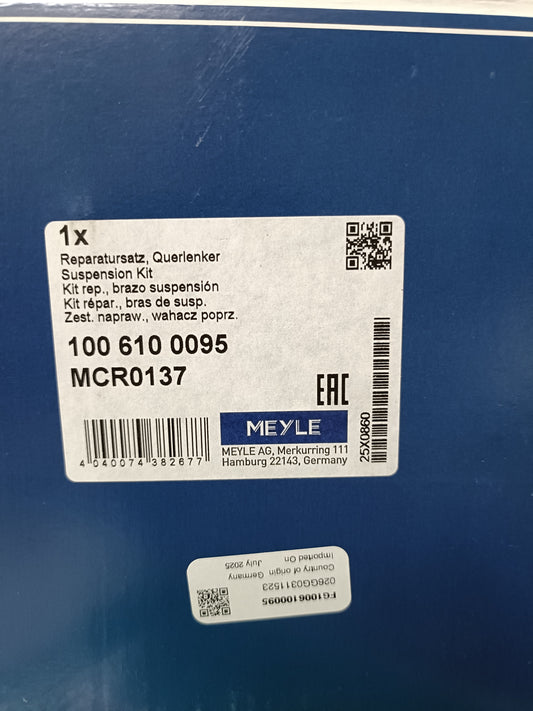 1x
Reparatursatz, Querlenker
Suspension Kit
Kit rep., brazo suspensión
Kit répar., bras de susp.
Zest. napraw., wahacz poprz.
100 610 0095
MCR0137
EAC
MEYLE
MEYLE AG, Merkurring 111
Hamburg 22143, Germany
4 040074 382677
25X0860
FG1006100095
026GG0311523
Country of origin Germany
Imported On July 2025